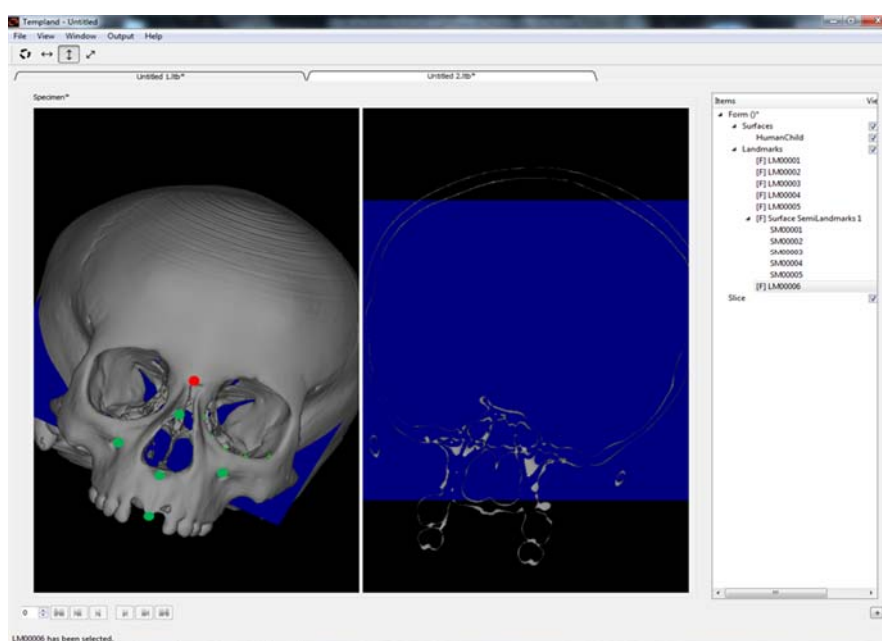 Templand - Untitled
File View Window Output Help
Untitled 1.ltb*
Untitled 2.ltb*
Specimen*
Items Vie
Form ()*
Surfaces
HumanChild
Landmarks
[F] LM00001
[F] LM00002
[F] LM00003
[F] LM00004
[F] LM00005
[F] Surface SemiLandmarks 1
SM00001
SM00002
SM00003
SM00004
SM00005
[F] LM00006
Slice
0
LM00006 has been selected.